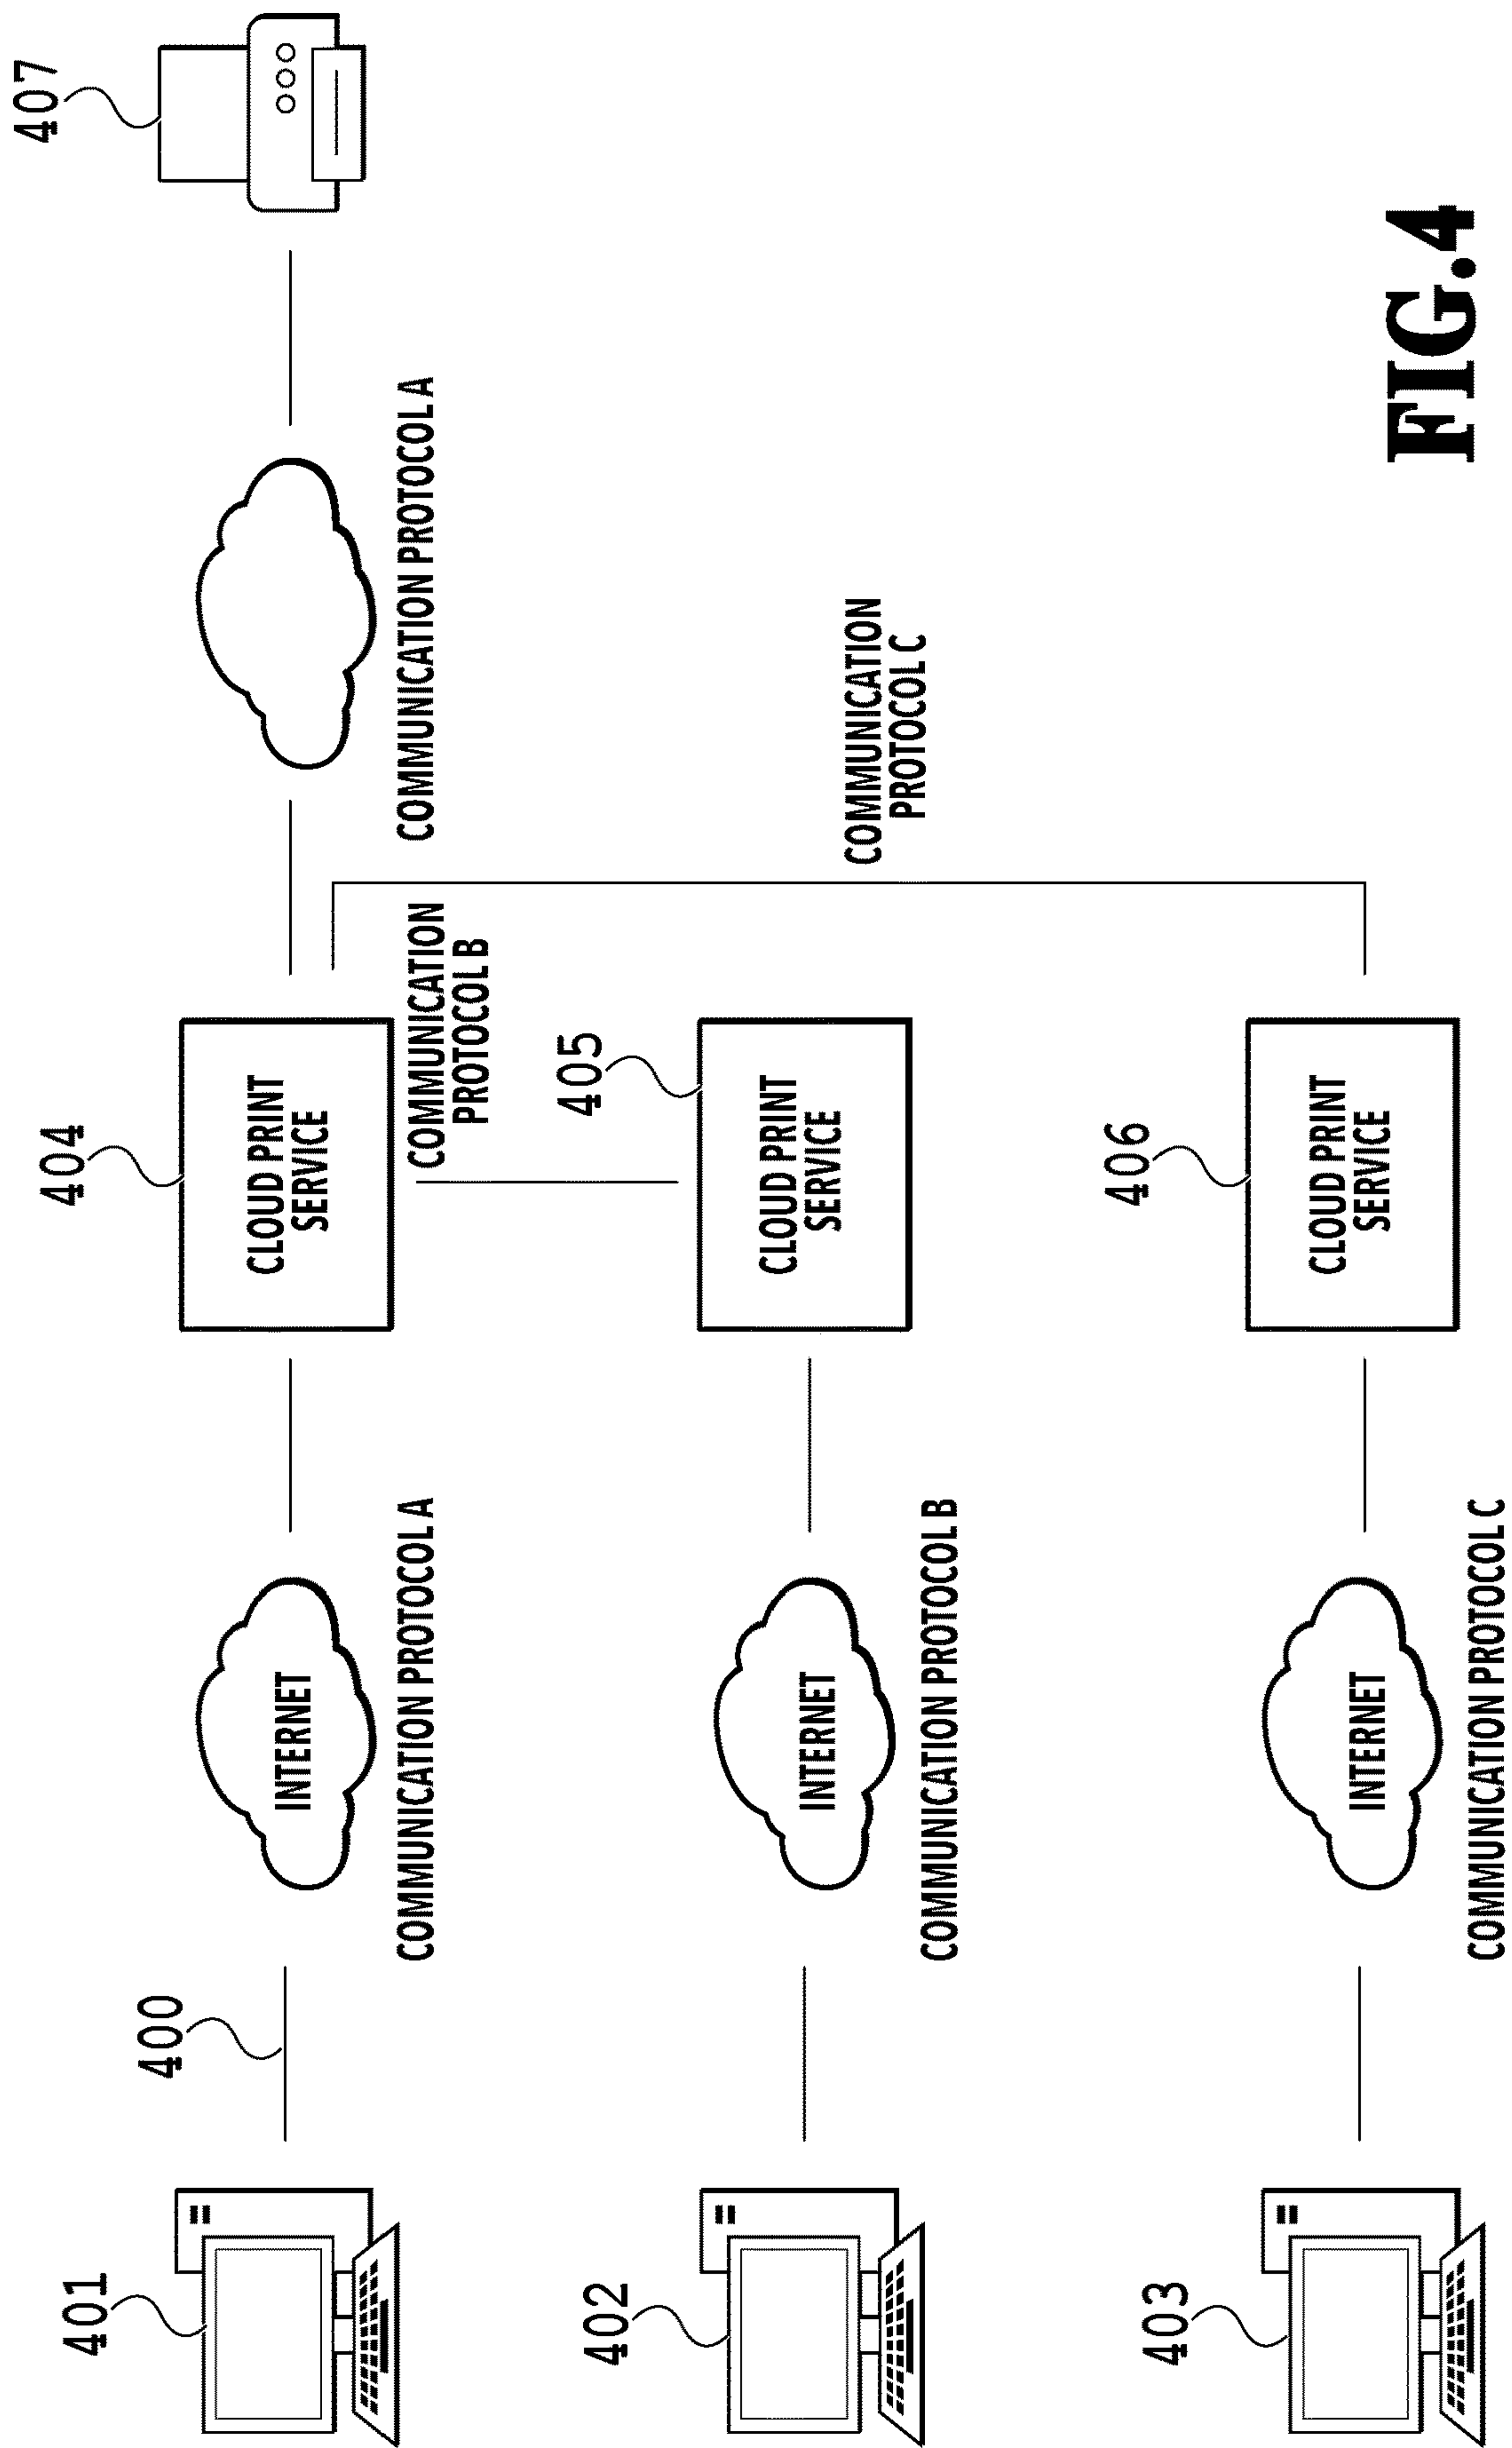 401
400
INTERNET
COMMUNICATION PROTOCOL A
404
CLOUD PRINT
SERVICE
COMMUNICATION PROTOCOL A
407
COMMUNICATION
PROTOCOL B
402
INTERNET
COMMUNICATION PROTOCOL B
405
CLOUD PRINT
SERVICE
COMMUNICATION
PROTOCOL C
403
INTERNET
COMMUNICATION PROTOCOL C
406
CLOUD PRINT
SERVICE
FIG.4